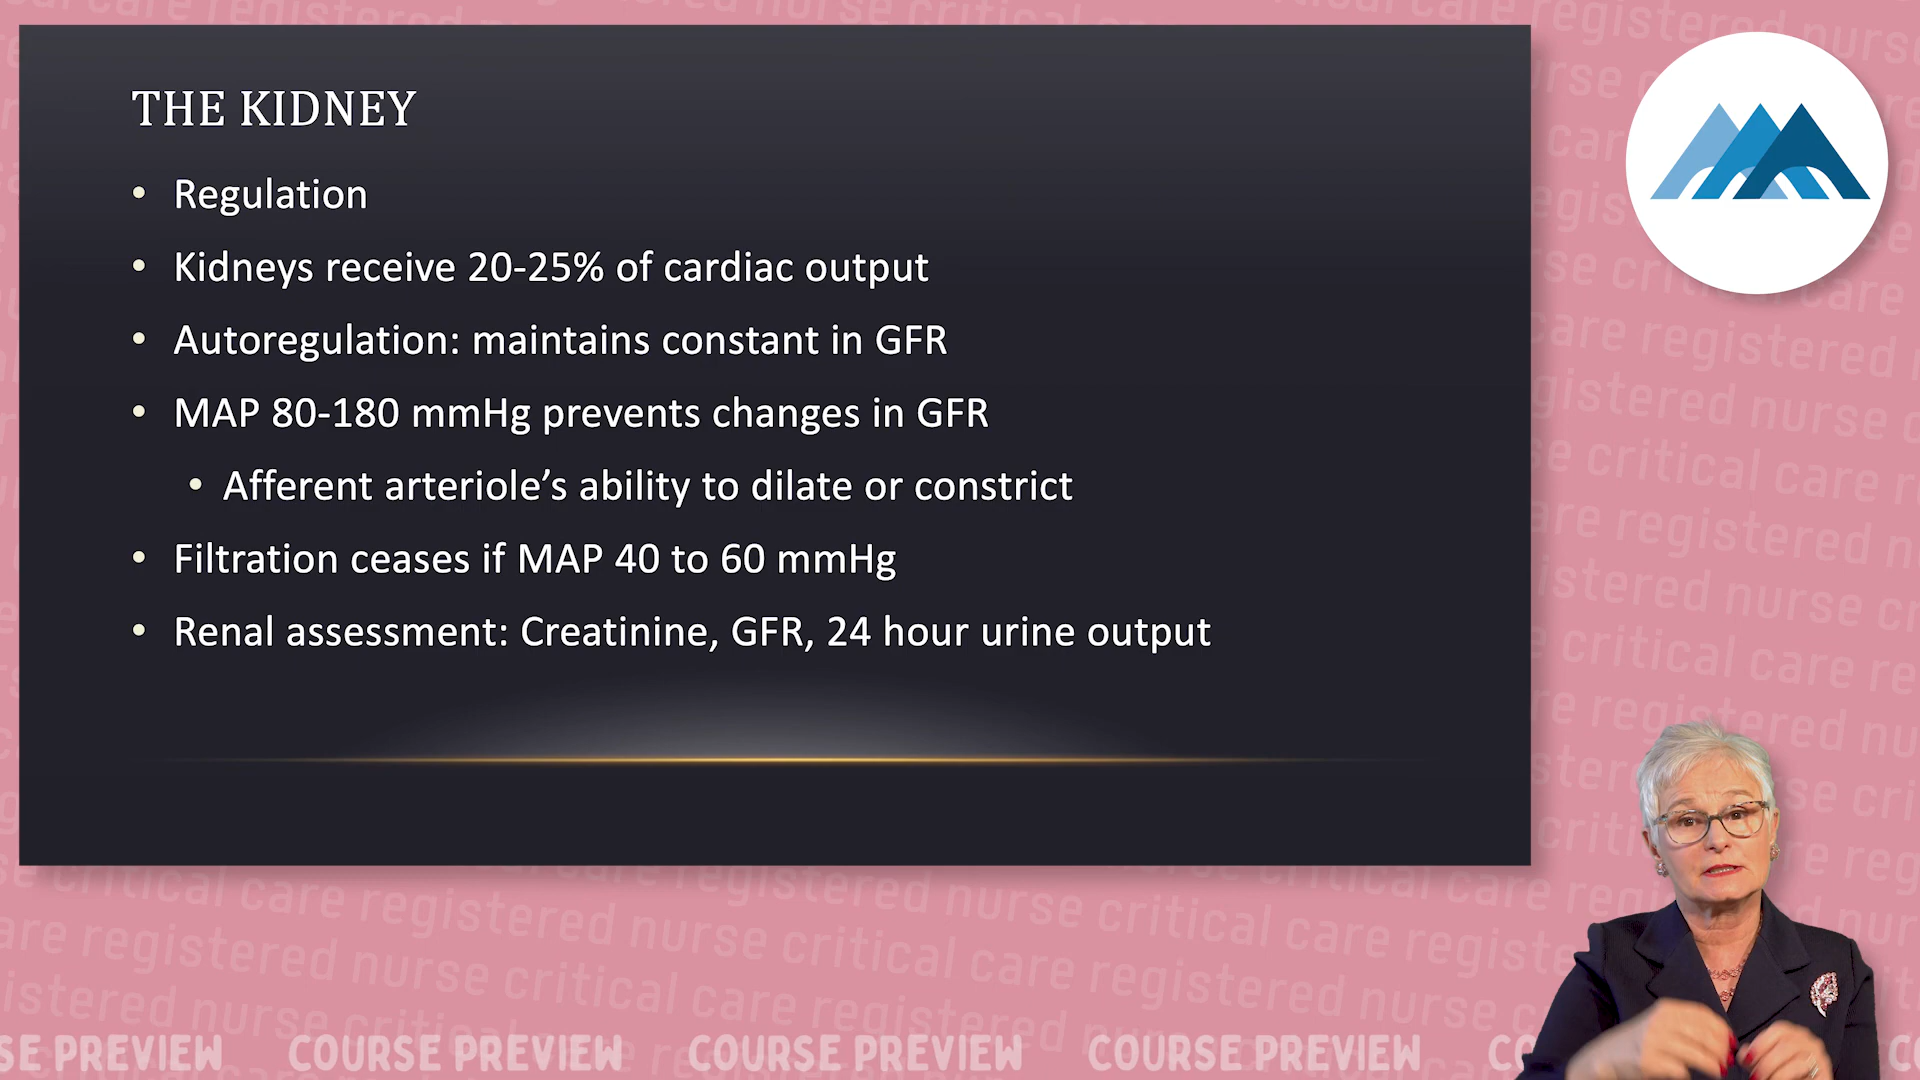 THE KIDNEY
• Regulation
• Kidneys receive 20-25% of cardiac output
• Autoregulation: maintains constant in GFR
• MAP 80-180 mmHg prevents changes in GFR
• Afferent arteriole’s ability to dilate or constrict
• Filtration ceases if MAP 40 to 60 mmHg
• Renal assessment: Creatinine, GFR, 24 hour urine output
COURSE PREVIEW COURSE PREVIEW COURSE PREVIEW